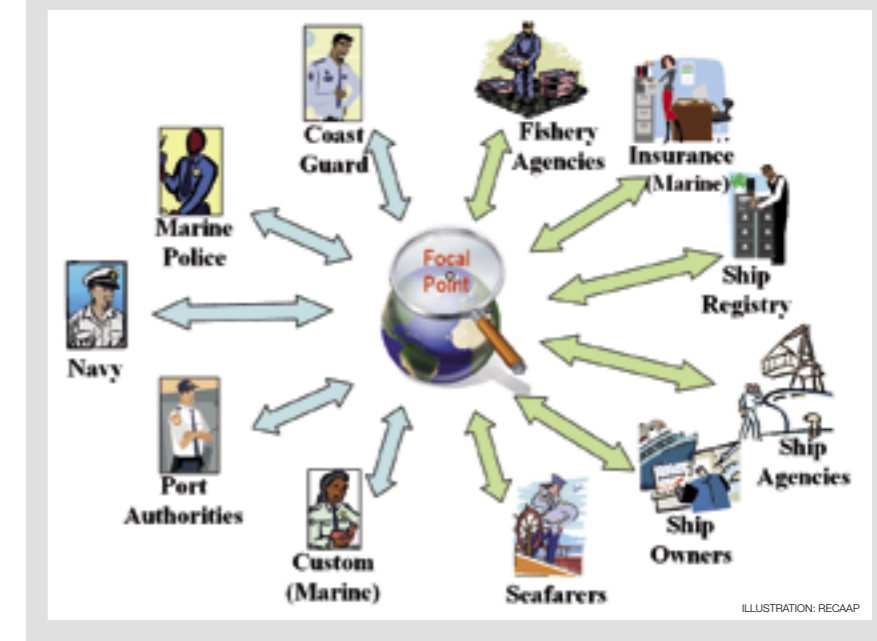 Coast
Guard
Fishery
Agencies
Insurance
(Marine)
Marine
Police
Focal
Point
Ship
Registry
Navy
Ship
Agencies
Port
Authorities
Ship
Owners
Custom
(Marine)
Seafarers
ILLUSTRATION: RECAAP